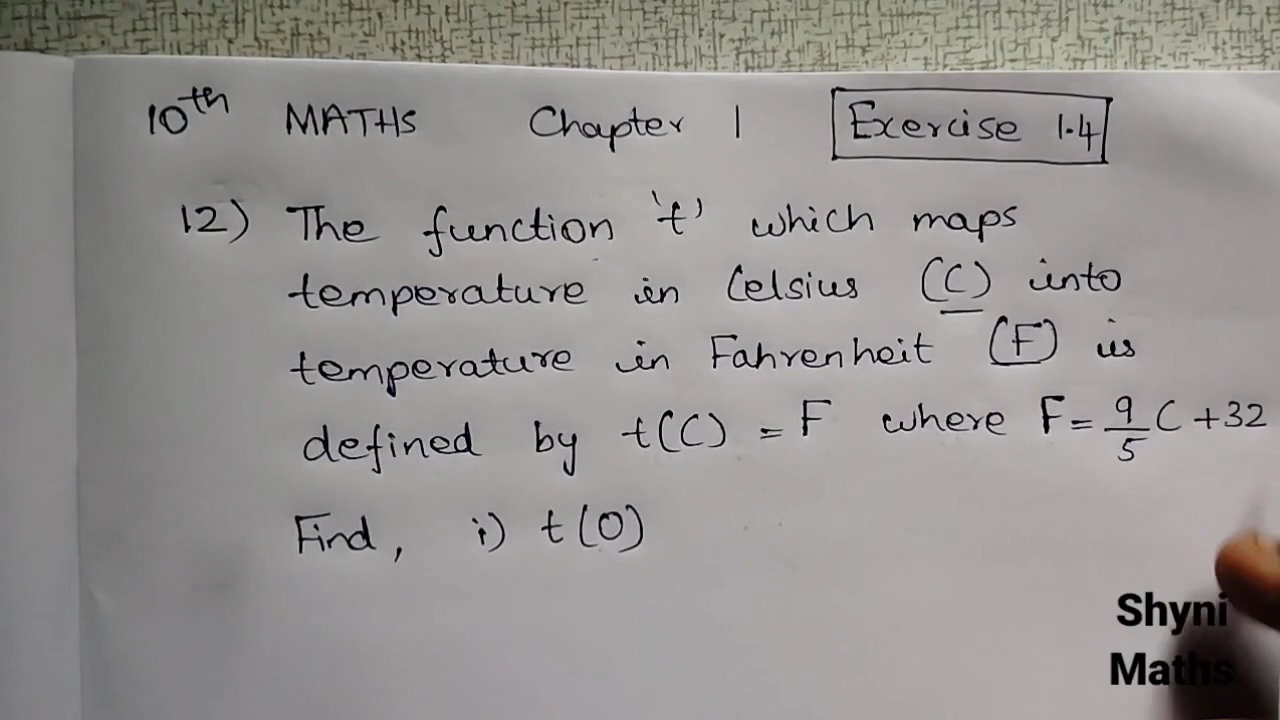 10th MATHS Chapter 1 Exercise 1.4
12) The function 't' which maps
temperature in Celsius (C) into
temperature in Fahrenheit (F) is
defined by t(C) = F where F = 9/5 C + 32
Find, i) t(0)
Shyni
Maths